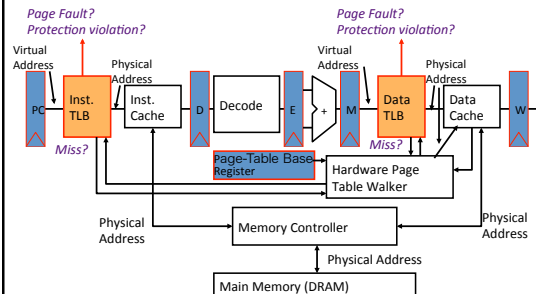 Page Fault?
Protection violation?
Page Fault?
Protection violation?
Virtual
Address
Physical
Address
Virtual
Address
Physical
Address
PC
Inst.
TLB
Inst.
Cache
D
Decode
E
+
M
Data
TLB
Data
Cache
W
Miss?
Miss?
Page-Table Base
Register
Hardware Page
Table Walker
Physical
Address
Memory Controller
Physical
Address
Physical Address
Main Memory (DRAM)